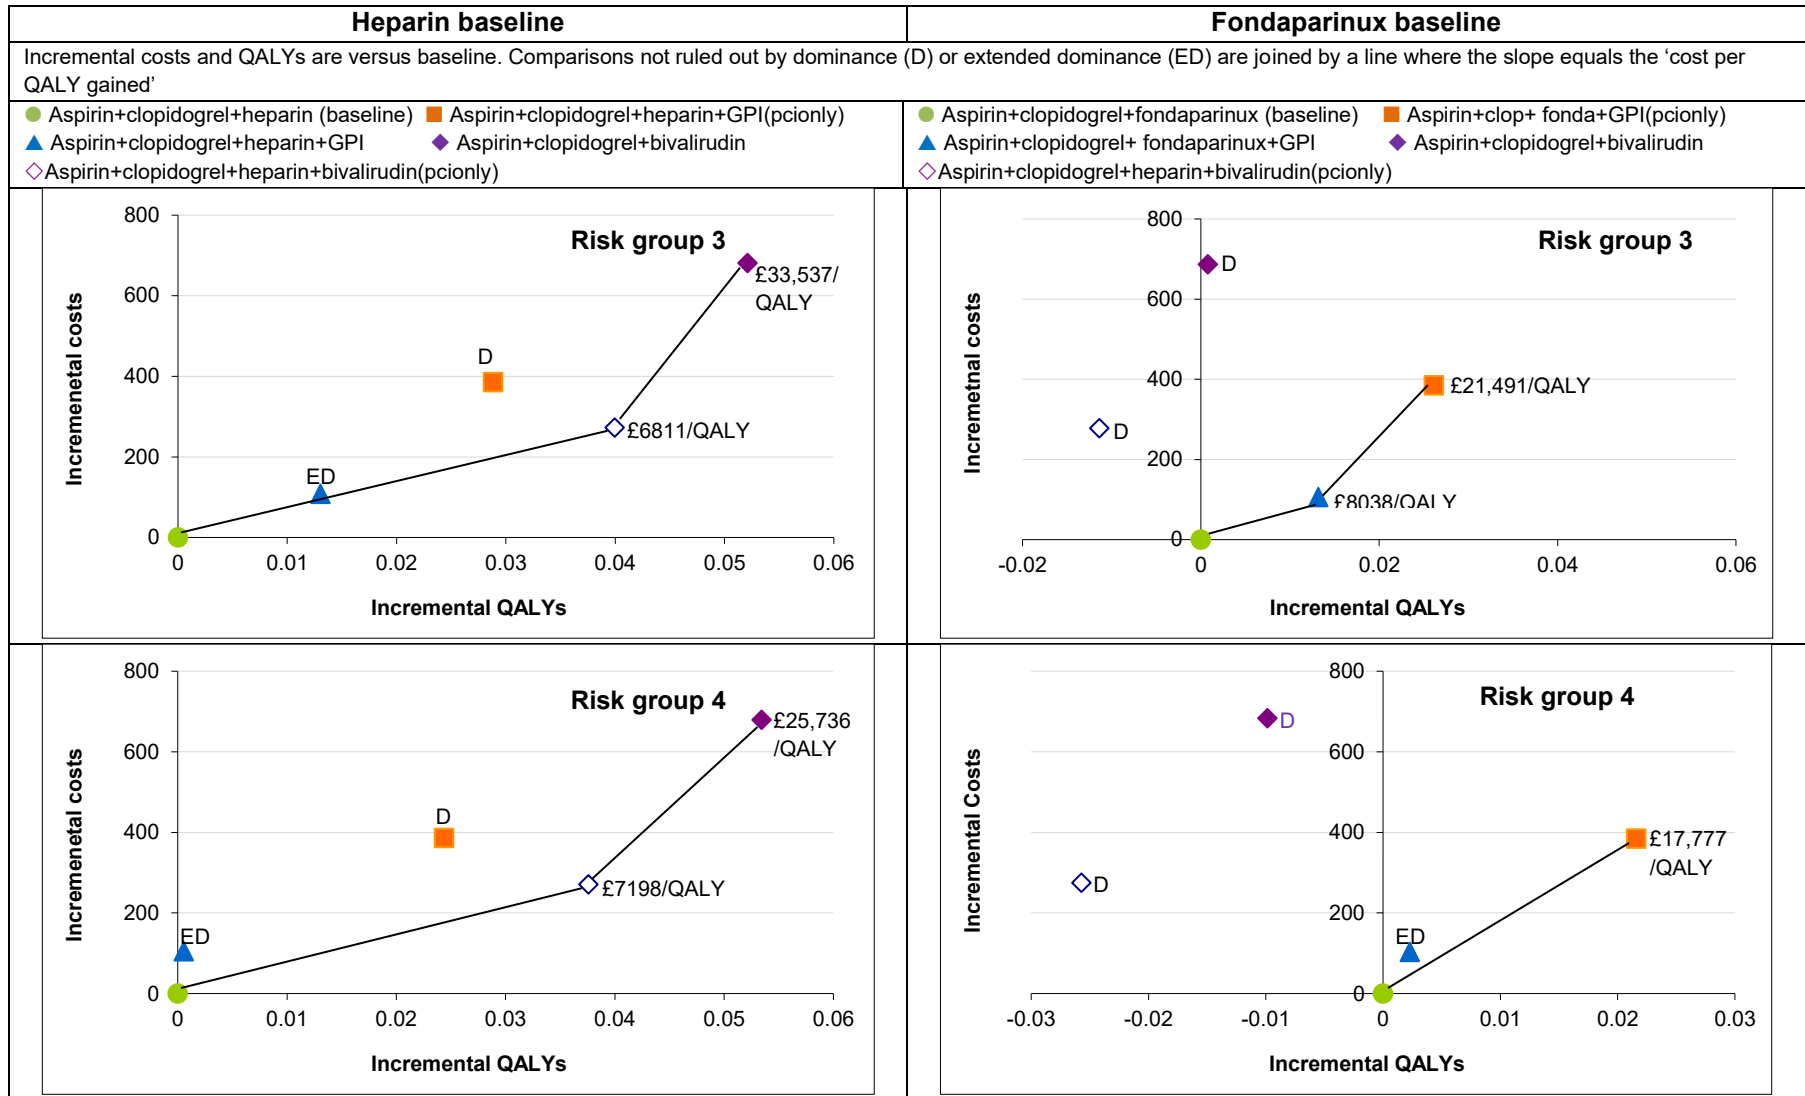 Heparin baseline
Fondaparinux baseline
Incremental costs and QALYs are versus baseline. Comparisons not ruled out by dominance (D) or extended dominance (ED) are joined by a line where the slope equals the ‘cost per
QALY gained’
Aspirin+clopidogrel+heparin (baseline) Aspirin+clopidogrel+heparin+GPI(pcionly)
Aspirin+clopidogrel+heparin+GPI Aspirin+clopidogrel+bivalirudin
Aspirin+clopidogrel+heparin+bivalirudin(pcionly)
Aspirin+clopidogrel+fondaparinux (baseline) Aspirin+clop+ fonda+GPI(pcionly)
Aspirin+clopidogrel+ fondaparinux+GPI Aspirin+clopidogrel+bivalirudin
Aspirin+clopidogrel+heparin+bivalirudin(pcionly)
Risk group 3
Incremenetal costs
800
600
400
200
0
£33,537/
QALY
D
£6811/QALY
ED
0 0.01 0.02 0.03 0.04 0.05 0.06
Incremental QALYs
Risk group 3
Incremetnal costs
800
600
400
200
0
D
£21,491/QALY
D
£8038/QALY
-0.02 0 0.02 0.04 0.06
Incremental QALYs
Risk group 4
Incremenetal costs
800
600
400
200
0
£25,736
/QALY
D
£7198/QALY
ED
0 0.01 0.02 0.03 0.04 0.05 0.06
Incremental QALYs
Risk group 4
Incremental Costs
800
600
400
200
0
D
£17,777
/QALY
D
ED
-0.03 -0.02 -0.01 0 0.01 0.02 0.03
Incremental QALYs